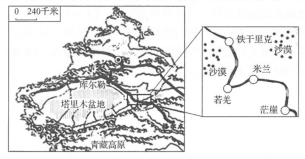 0 240千米
库尔勒
塔里木盆地
青藏高原
铁干里克
沙漠
沙漠
米兰
若羌
茫崖